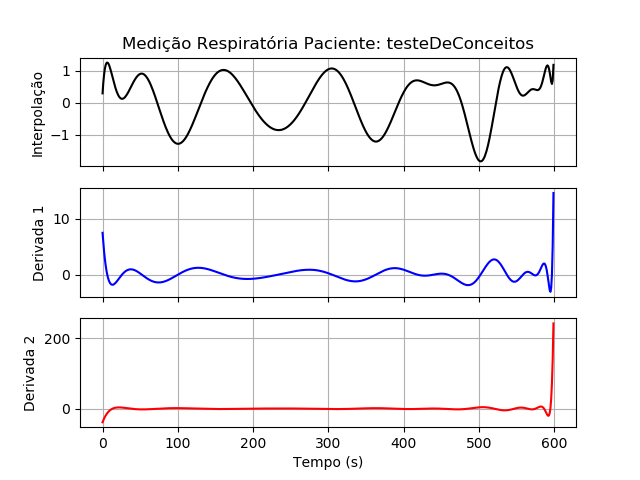 Medição Respiratória Paciente: testeDeConceitos
Interpolação
1
0
−1
Derivada 1
10
0
Derivada 2
200
0
0 100 200 300 400 500 600
Tempo (s)